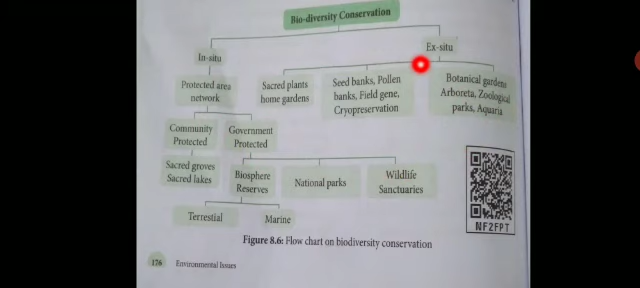 Bio-diversity Conservation
In-situ
Ex-situ
Protected area
network
Sacred plants
home gardens
Seed banks, Pollen
banks, Field gene,
Cryopreservation
Botanical gardens
Arboreta, Zoological
parks, Aquaria
Community
Protected
Government
Protected
Sacred groves
Sacred lakes
Biosphere
Reserves
National parks
Wildlife
Sanctuaries
Terrestial
Marine
NF2FPT
Figure 8.6: Flow chart on biodiversity conservation
176 Environmental Issues